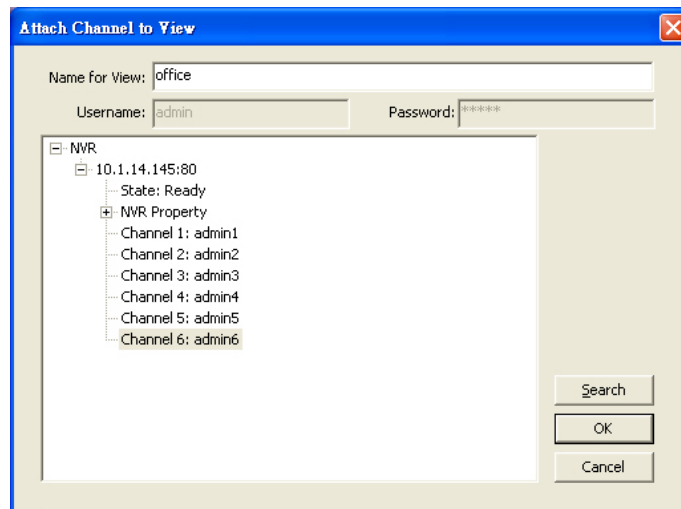 Attach Channel to View
Name for View: office
Username: admin Password: *****
NVR
10.1.14.145:80
State: Ready
NVR Property
Channel 1: admin1
Channel 2: admin2
Channel 3: admin3
Channel 4: admin4
Channel 5: admin5
Channel 6: admin6
Search
OK
Cancel